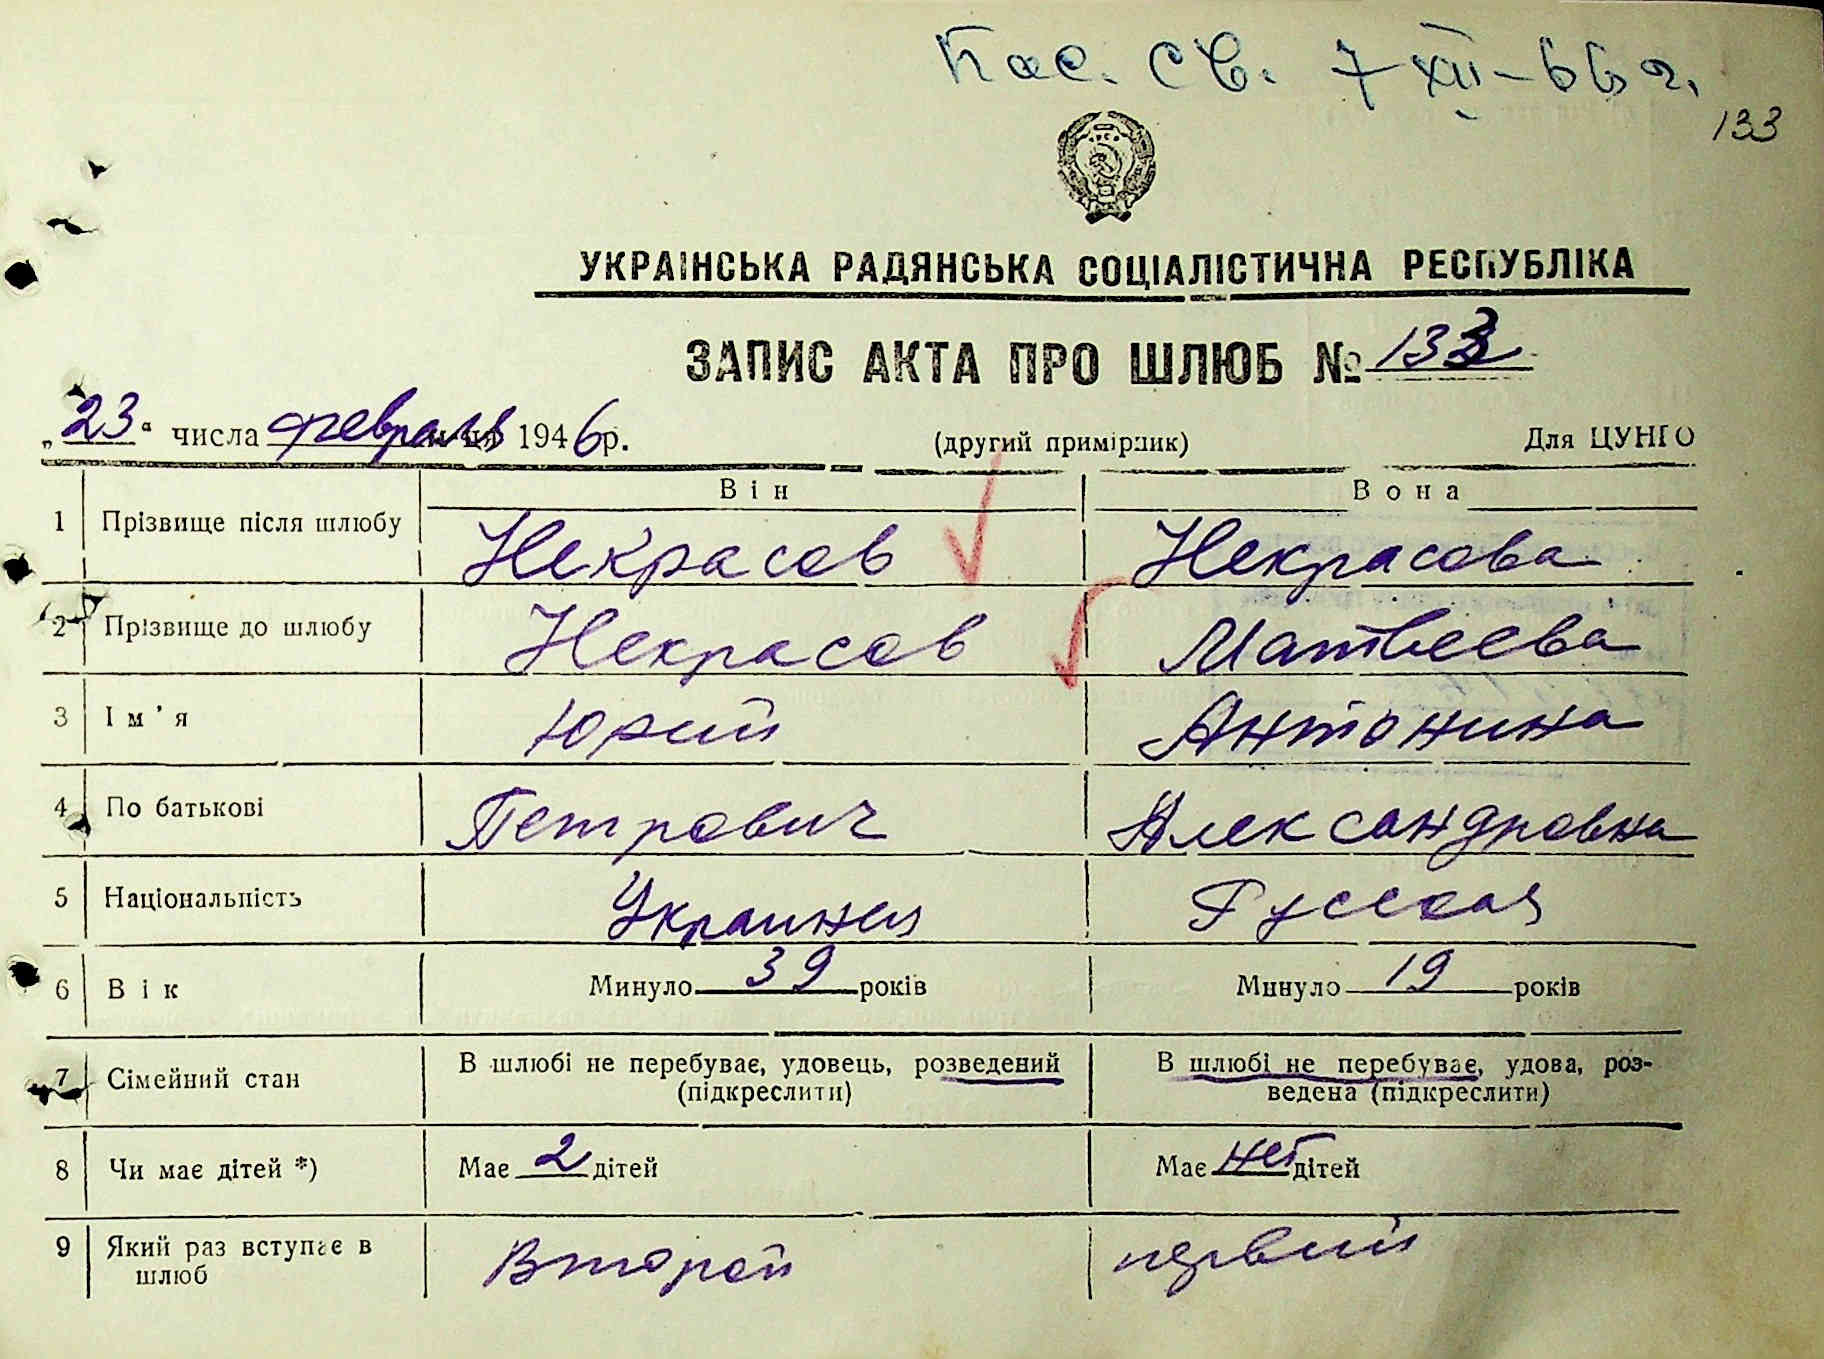 Пов. св. 7 XII-66 г.
133
УКРАЇНСЬКА РАДЯНСЬКА СОЦІАЛІСТИЧНА РЕСПУБЛІКА
ЗАПИС АКТА ПРО ШЛЮБ № 133
„23“ числа февраля 1946 р. (другий примірник) Для ЦУНГО
Він Вона
1 Прізвище після шлюбу Некрасов Некрасова
2 Прізвище до шлюбу Некрасов Матвеева
3 Ім'я Юрий Антонина
4 По батькові Петрович Александровна
5 Національність Украинец Русская
6 Вік Минуло 39 років Минуло 19 років
7 Сімейний стан В шлюбі не перебуває, удовець, розведений В шлюбі не перебуває, удова, роз-
(підкреслити) ведена (підкреслити)
8 Чи має дітей *) Має 2 дітей Має нет дітей
9 Який раз вступає в Второй первый
шлюб